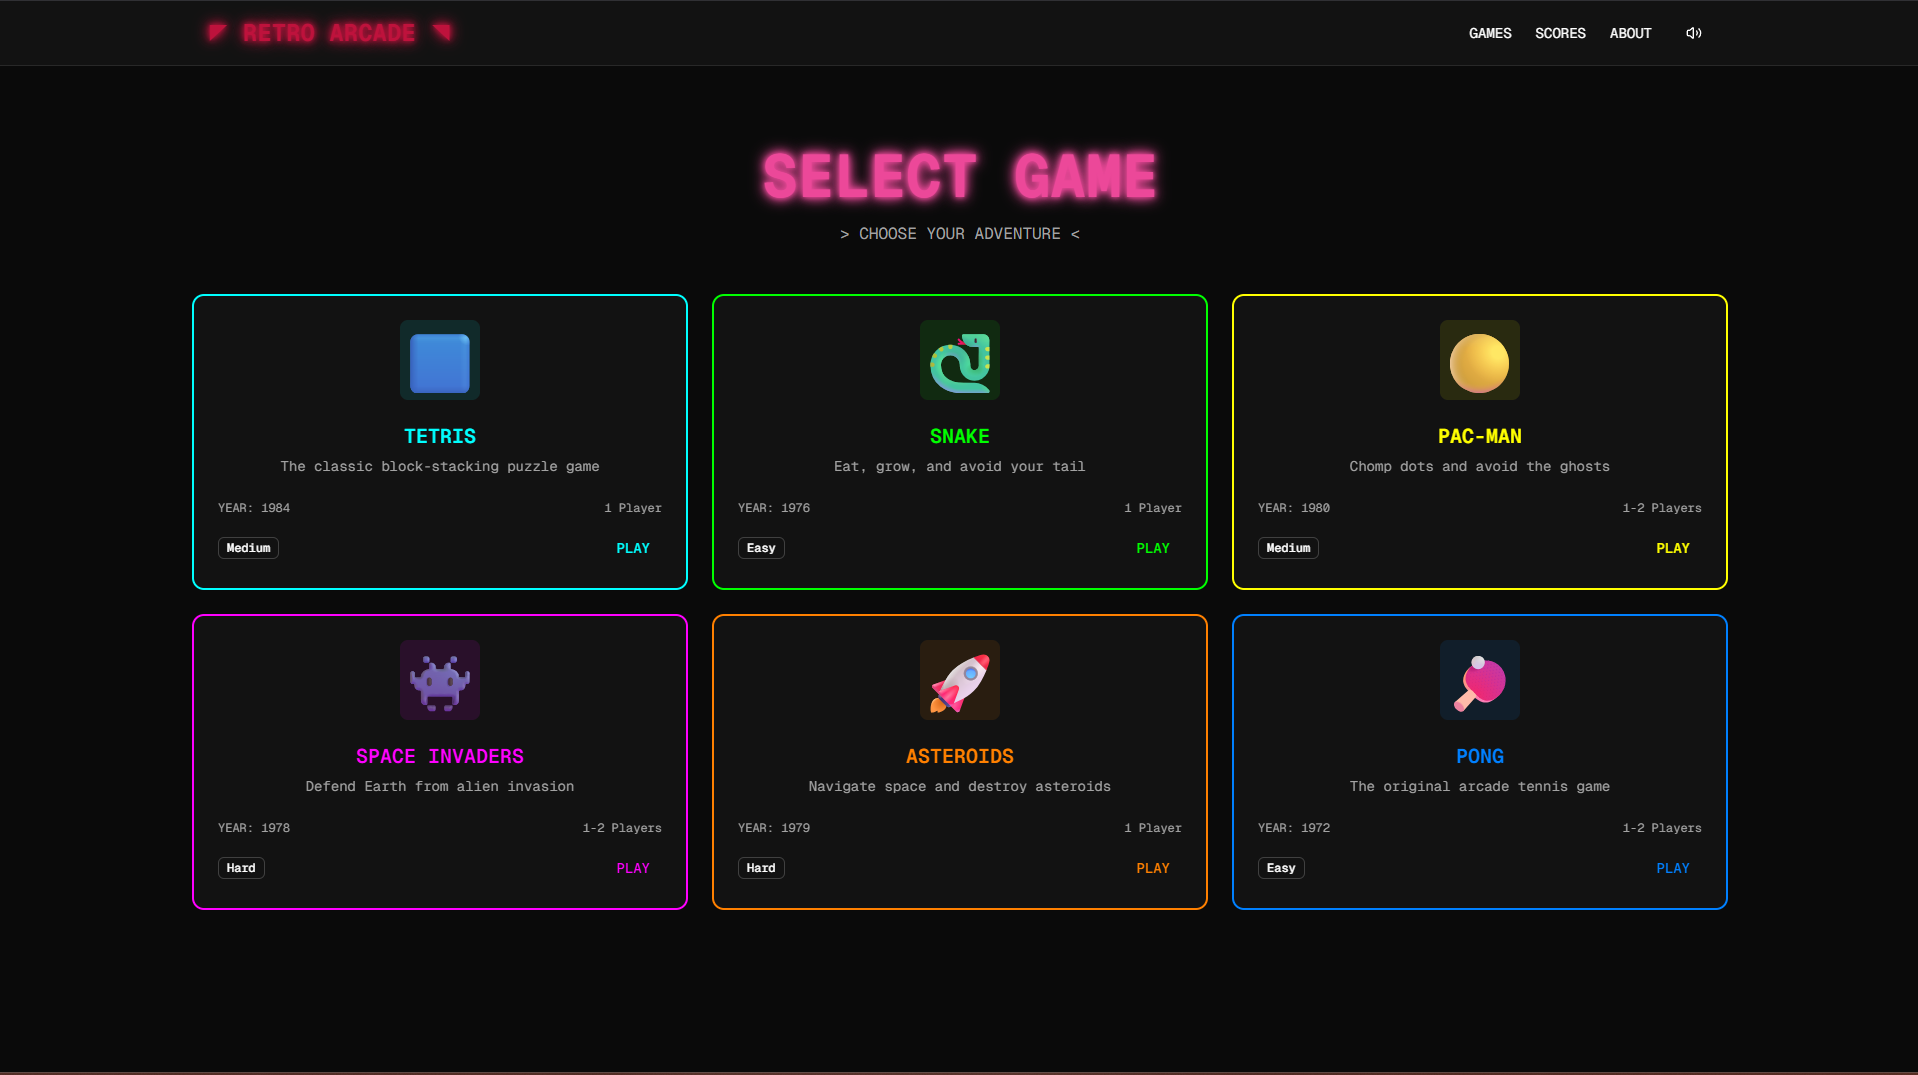 RETRO ARCADE
GAMES SCORES ABOUT
SELECT GAME
> CHOOSE YOUR ADVENTURE <
TETRIS
The classic block-stacking puzzle game
YEAR: 1984 1 Player
Medium PLAY
SNAKE
Eat, grow, and avoid your tail
YEAR: 1976 1 Player
Easy PLAY
PAC-MAN
Chomp dots and avoid the ghosts
YEAR: 1980 1-2 Players
Medium PLAY
SPACE INVADERS
Defend Earth from alien invasion
YEAR: 1978 1-2 Players
Hard PLAY
ASTEROIDS
Navigate space and destroy asteroids
YEAR: 1979 1 Player
Hard PLAY
PONG
The original arcade tennis game
YEAR: 1972 1-2 Players
Easy PLAY